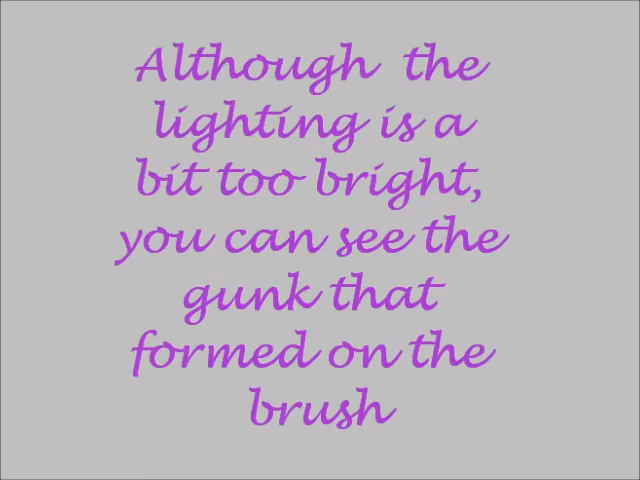 Although the
lighting is a
bit too bright,
you can see the
gunk that
formed on the
brush